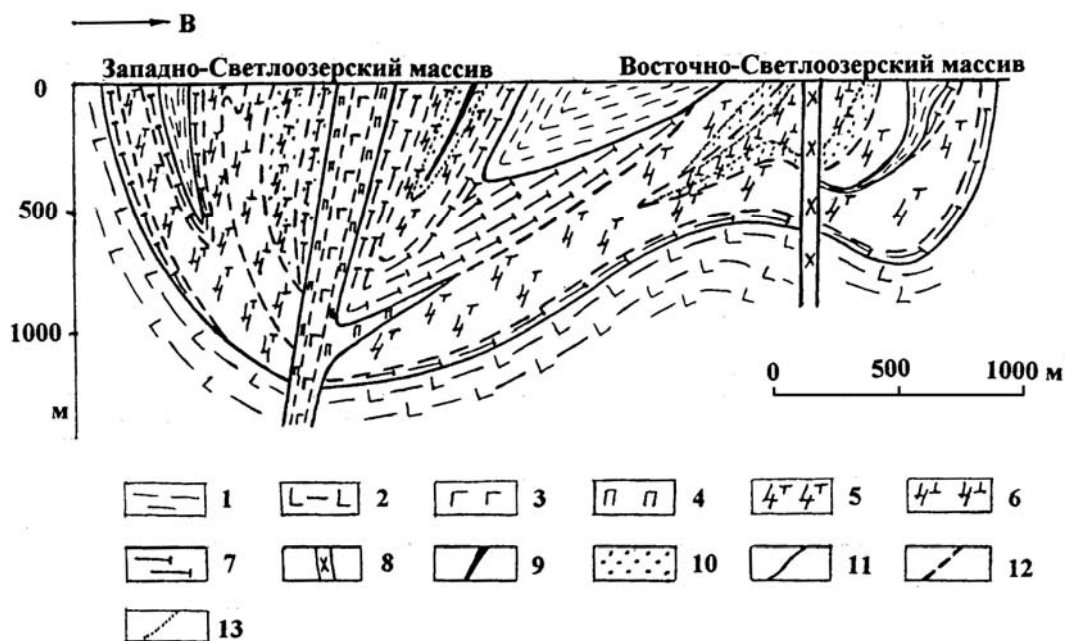 В
Западно-Светлоозерский массив Восточно-Светлоозерский массив
0
500
1000
м
0 500 1000 м
1 2 3 4 5 6
7 8 9 10 11 12
13